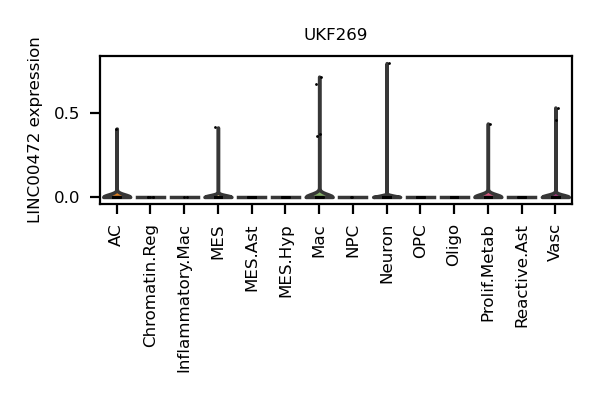 UKF269
LINC00472 expression
0.5
0.0
AC
Chromatin.Reg
Inflammatory.Mac
MES
MES.Ast
MES.Hyp
Mac
NPC
Neuron
OPC
Oligo
Prolif.Metab
Reactive.Ast
Vasc